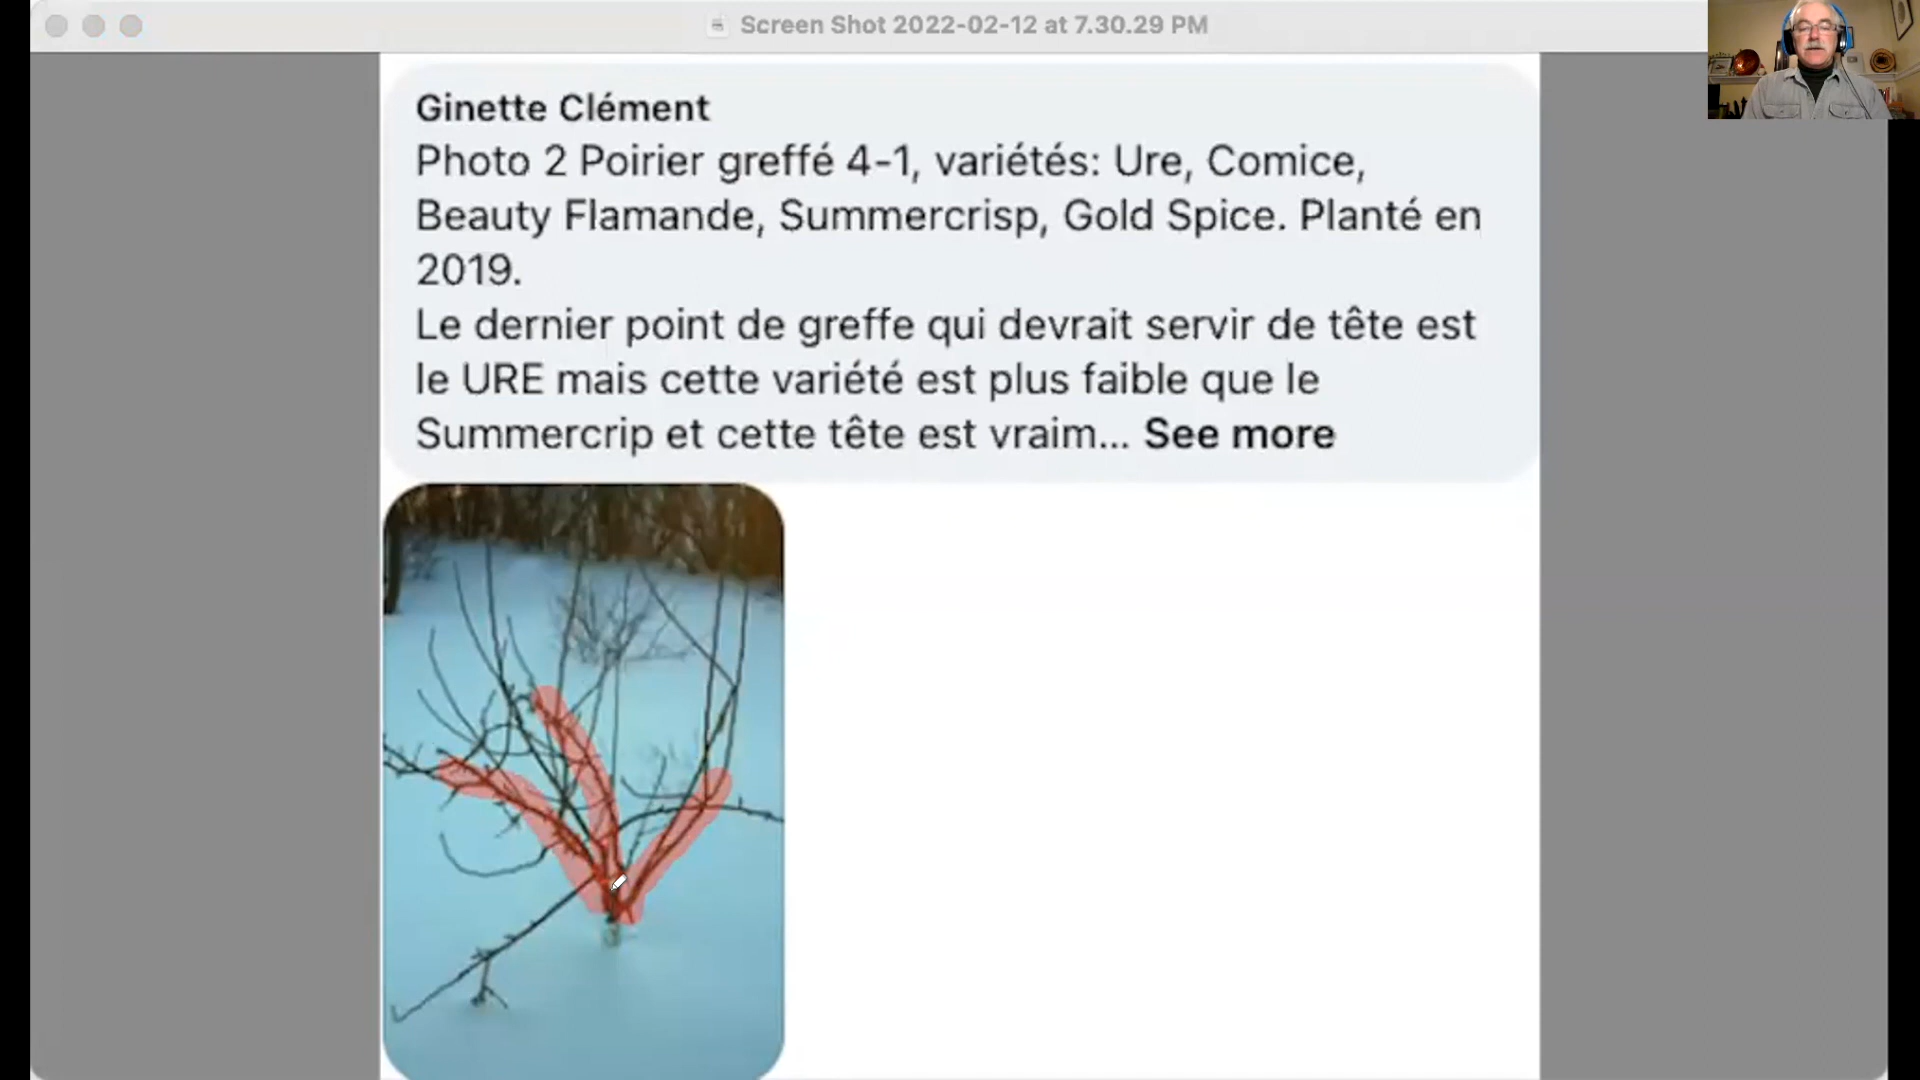 Screen Shot 2022-02-12 at 7.30.29 PM
Ginette Clément
Photo 2 Poirier greffé 4-1, variétés: Ure, Comice,
Beauty Flamande, Summercrisp, Gold Spice. Planté en
2019.
Le dernier point de greffe qui devrait servir de tête est
le URE mais cette variété est plus faible que le
Summercrip et cette tête est vraim... See more